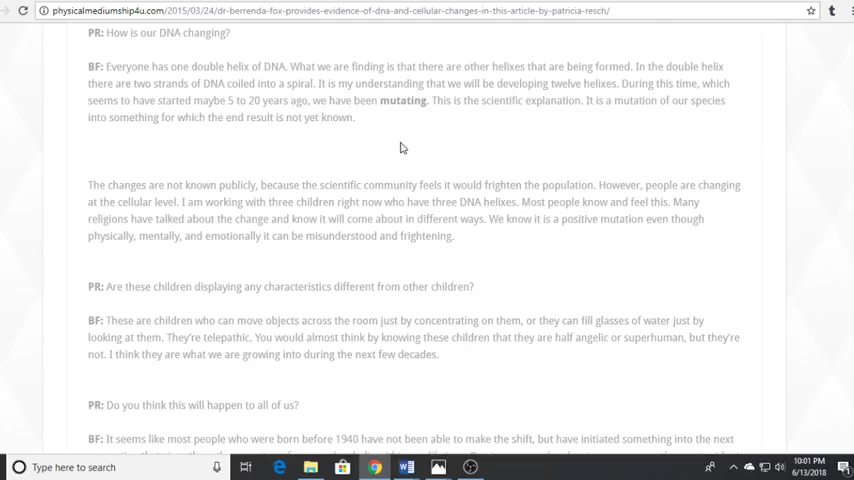 physicalmediumship4u.com/2015/03/24/dr-berrenda-fox-provides-evidence-of-dna-and-cellular-changes-in-this-article-by-patricia-resch/
PR: How is our DNA changing?
BF: Everyone has one double helix of DNA. What we are finding is that there are other helixes that are being formed. In the double helix
there are two strands of DNA coiled into a spiral. It is my understanding that we will be developing twelve helixes. During this time, which
seems to have started maybe 5 to 20 years ago, we have been mutating. This is the scientific explanation. It is a mutation of our species
into something for which the end result is not yet known.
The changes are not known publicly, because the scientific community feels it would frighten the population. However, people are changing
at the cellular level. I am working with three children right now who have three DNA helixes. Most people know and feel this. Many
religions have talked about the change and know it will come about in different ways. We know it is a positive mutation even though
physically, mentally, and emotionally it can be misunderstood and frightening.
PR: Are these children displaying any characteristics different from other children?
BF: These are children who can move objects across the room just by concentrating on them, or they can fill glasses of water just by
looking at them. They're telepathic. You would almost think by knowing these children that they are half angelic or superhuman, but they're
not. I think they are what we are growing into during the next few decades.
PR: Do you think this will happen to all of us?
BF: It seems like most people who were born before 1940 have not been able to make the shift, but have initiated something into the next
Type here to search
10:01 PM
6/13/2018